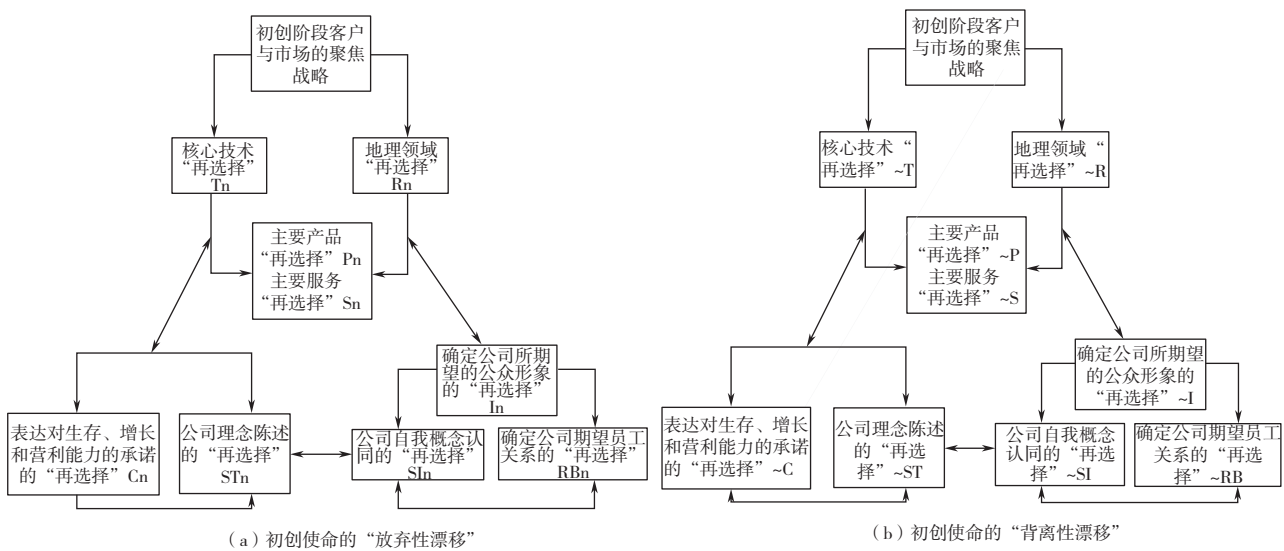 初创阶段客户
与市场的聚焦
战略
核心技术
“再选择”
Tn
地理领域
“再选择”
Rn
主要产品
“再选择”Pn
主要服务
“再选择”Sn
确定公司所期
望的公众形象
的“再选择”
In
表达对生存、增长
和营利能力的承诺
的“再选择”Cn
公司理念陈述
的“再选择”
STn
公司自我概念认
同的“再选择”
SIn
确定公司期望员工
关系的“再选择”
RBn
(a)初创使命的“放弃性漂移”
初创阶段客户
与市场的聚焦
战略
核心技术“
再选择”~T
地理领域“
再选择”~R
主要产品
“再选择”~P
主要服务
“再选择”~S
确定公司所期望
的公众形象的
“再选择”~I
表达对生存、增长
和营利能力的承诺
的“再选择”~C
公司理念陈述
的“再选
择”~ST
公司自我概念
认同的“再选
择”~SI
确定公司期望员工
关系的“再选
择”~RB
(b)初创使命的“背离性漂移”